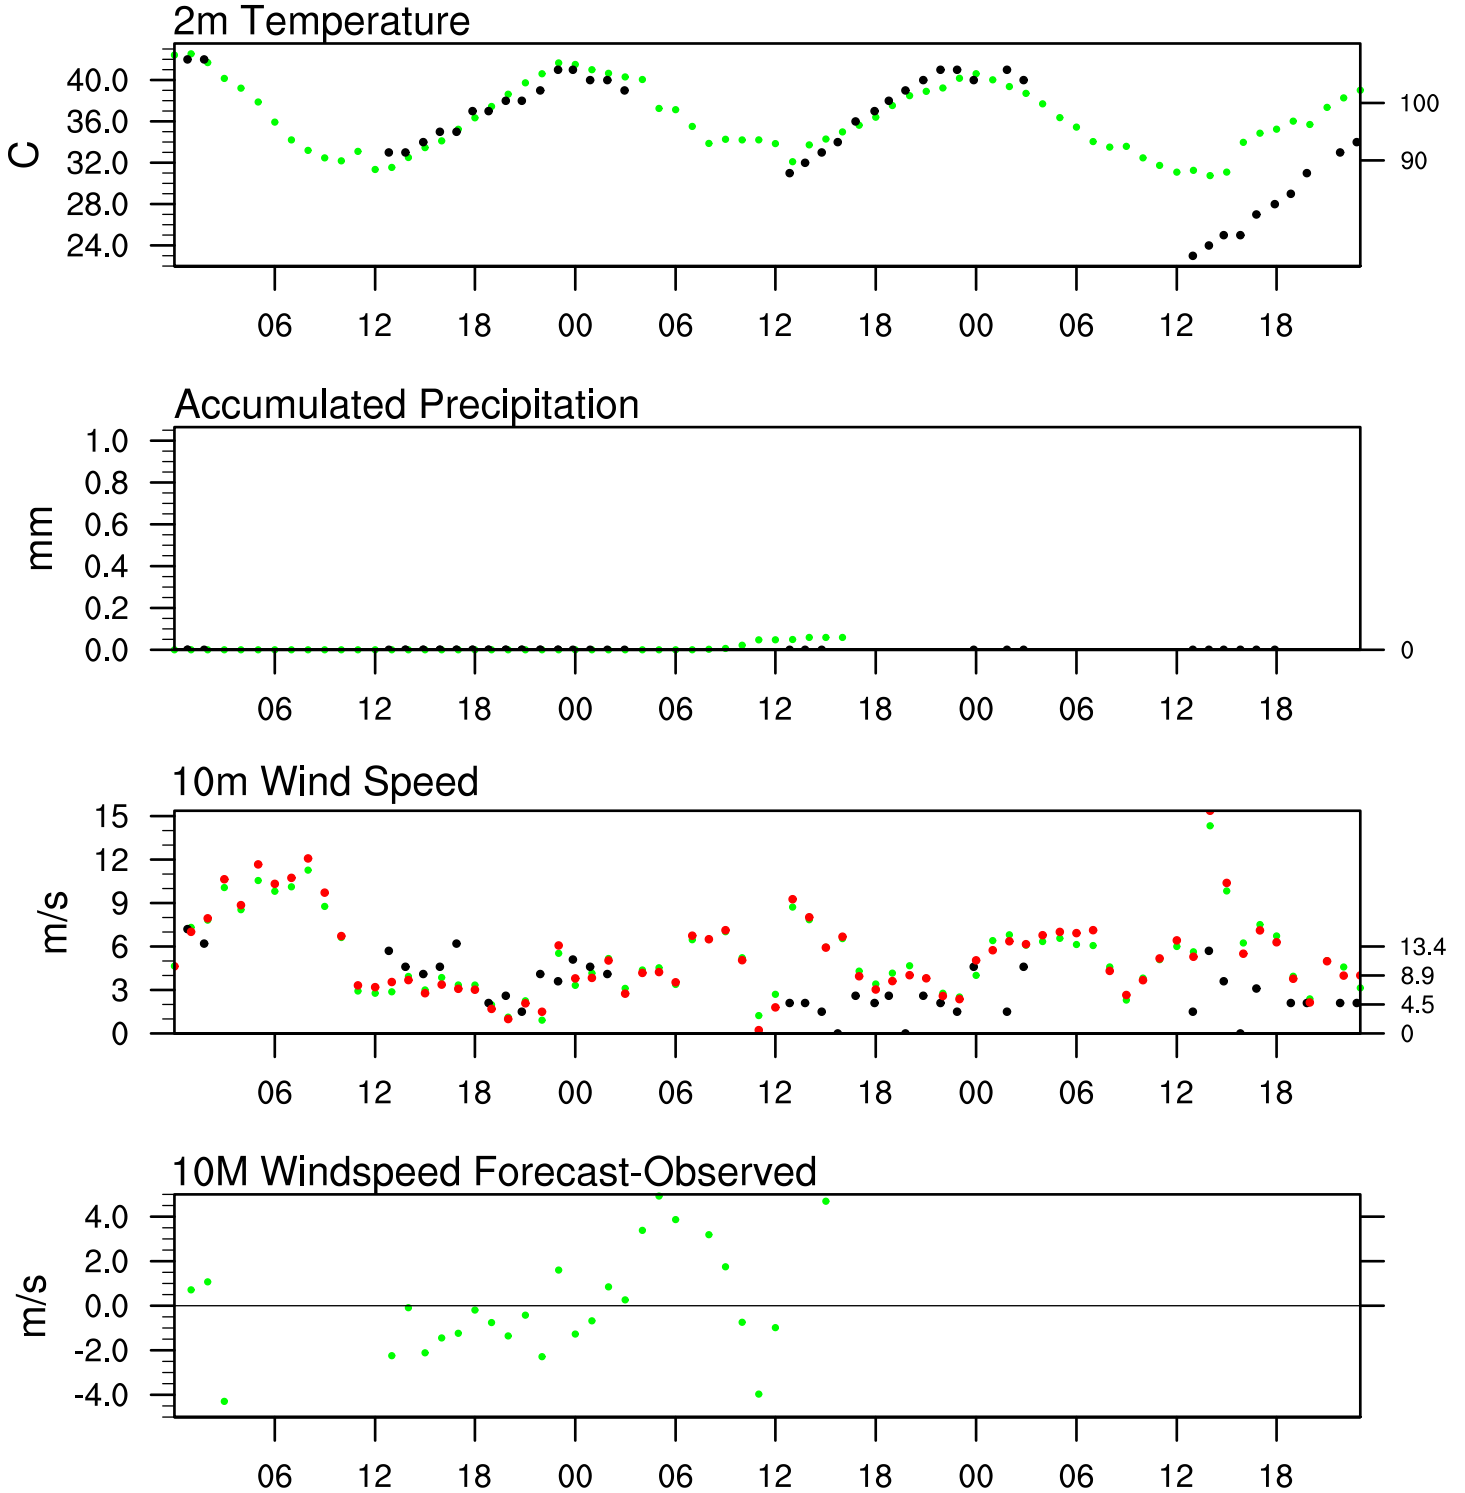 2m Temperature
40.0
36.0
32.0
28.0
24.0
C
100
90
06 12 18 00 06 12 18 00 06 12 18
Accumulated Precipitation
1.0
0.8
0.6
0.4
0.2
0.0
mm
0
06 12 18 00 06 12 18 00 06 12 18
10m Wind Speed
15
12
9
6
3
0
m/s
13.4
8.9
4.5
0
06 12 18 00 06 12 18 00 06 12 18
10M Windspeed Forecast-Observed
4.0
2.0
0.0
-2.0
-4.0
m/s
06 12 18 00 06 12 18 00 06 12 18